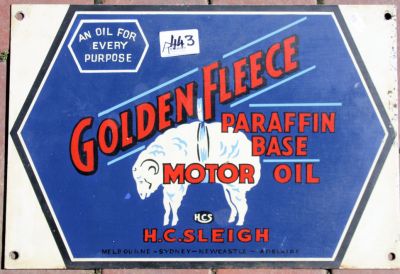 AN OIL FOR
EVERY
PURPOSE
443
GOLDEN FLEECE
PARAFFIN
BASE
MOTOR OIL
HCS
H.C.SLEIGH
MELBOURNE - SYDNEY - NEWCASTLE - ADELAIDE